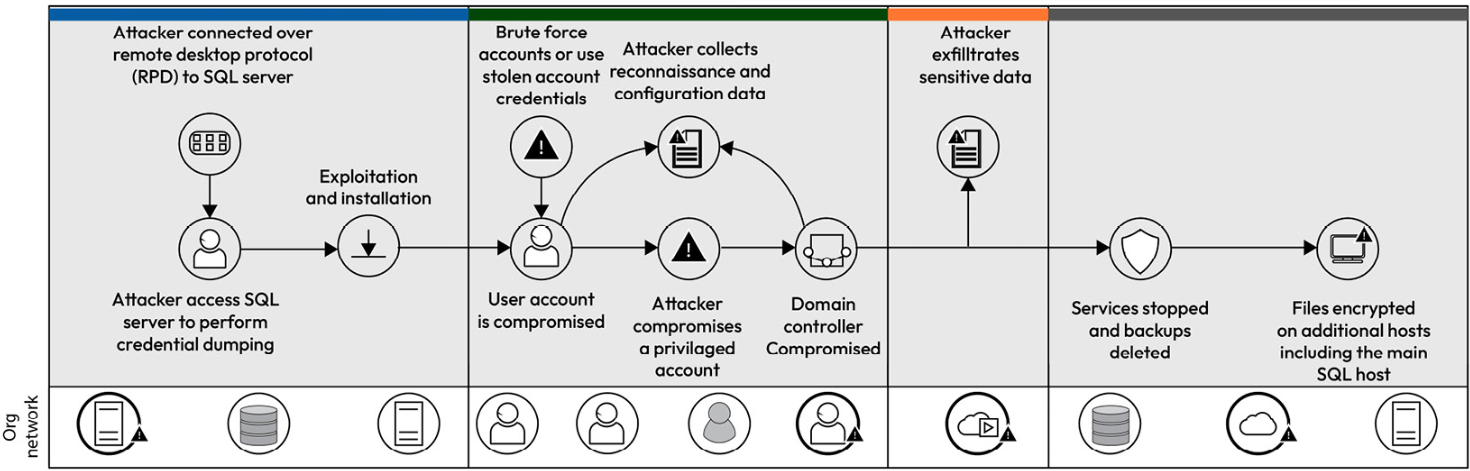 Attacker connected over
remote desktop protocol
(RPD) to SQL server
Exploitation
and installation
Attacker access SQL
server to perform
credential dumping
Brute force
accounts or use
stolen account
credentials
Attacker collects
reconnaissance and
configuration data
User account
is compromised
Attacker
compromises
a privilaged
account
Domain
controller
Compromised
Attacker
exfiltrates
sensitive data
Services stopped
and backups
deleted
Files encrypted
on additional hosts
including the main
SQL host
Org
network